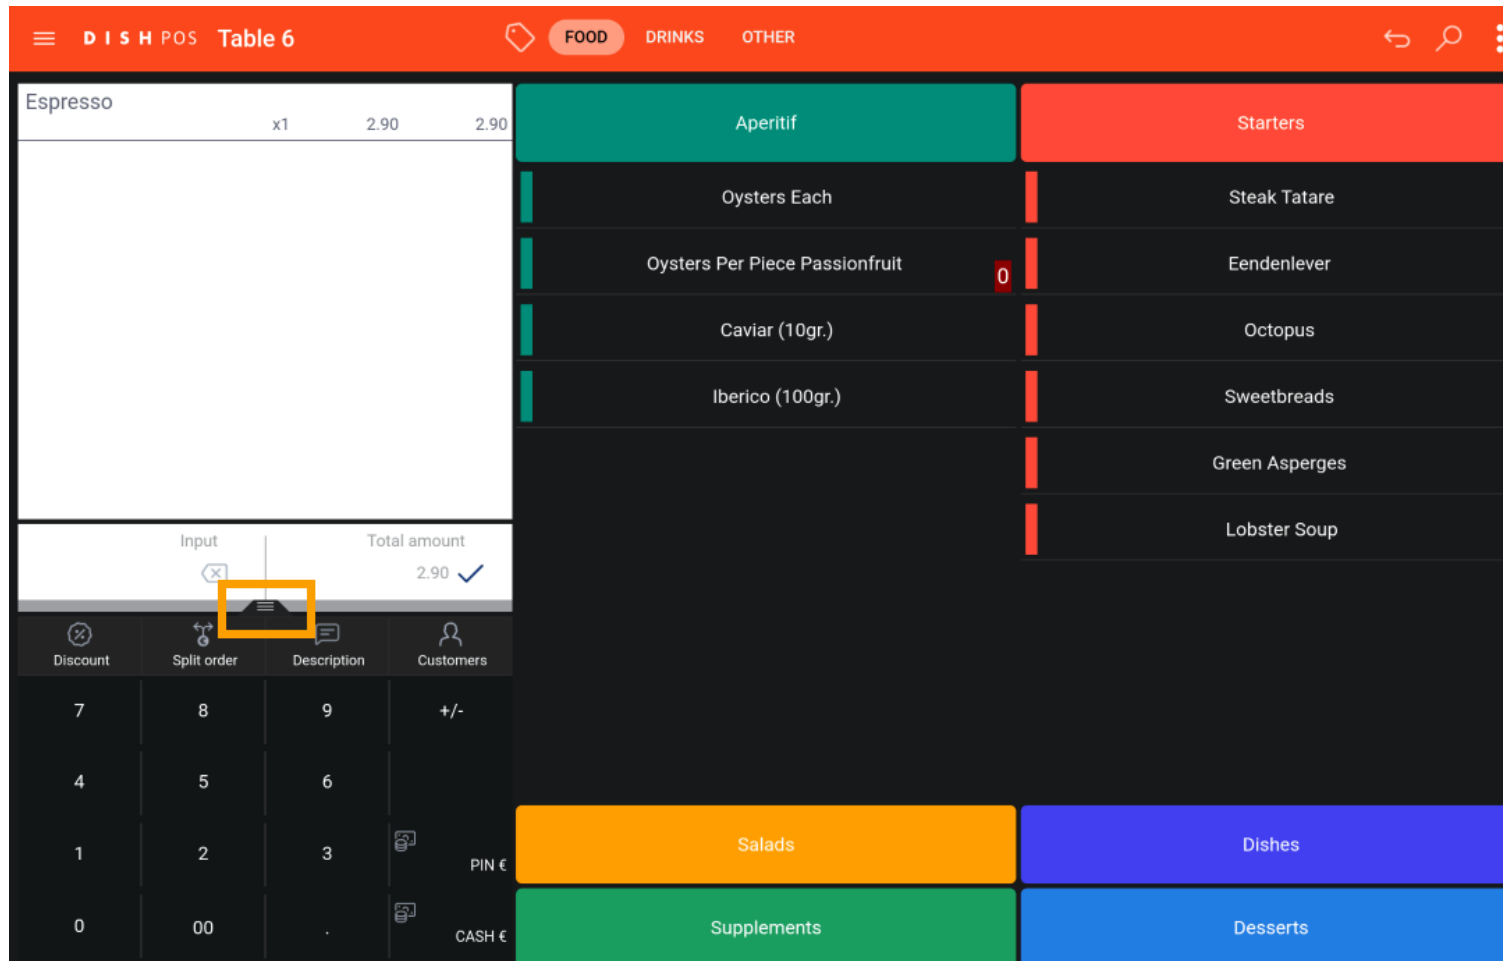 DISH POS Table 6
FOOD DRINKS OTHER
Espresso
x1 2.90 2.90
Input Total amount
2.90
Discount Split order Description Customers
7 8 9 +/-
4 5 6
1 2 3 PIN €
0 00 . CASH €
Aperitif
Oysters Each
Oysters Per Piece Passionfruit
0
Caviar (10gr.)
Iberico (100gr.)
Starters
Steak Tatare
Eendenlever
Octopus
Sweetbreads
Green Asperges
Lobster Soup
Salads Dishes
Supplements Desserts